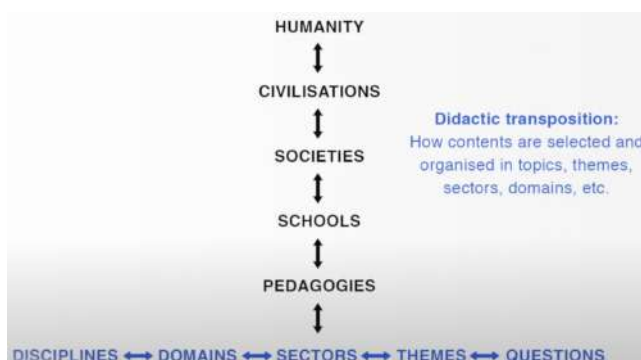 HUMANITY
CIVILISATIONS
Didactic transposition:
How contents are selected and
organised in topics, themes,
sectors, domains, etc.
SOCIETIES
SCHOOLS
PEDAGOGIES
DISCIPLINES DOMAINS SECTORS THEMES QUESTIONS